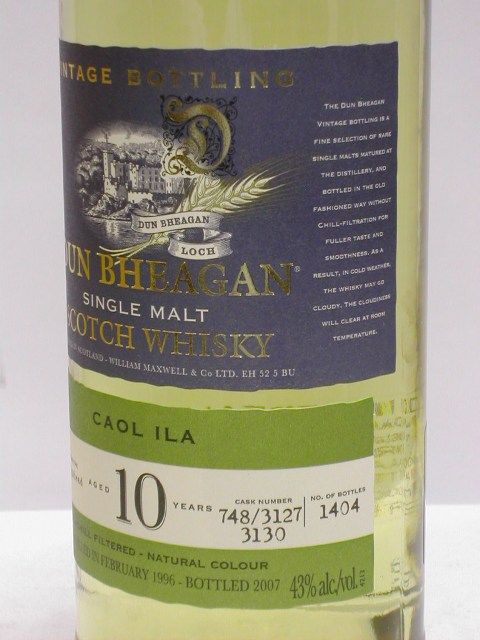 VINTAGE BOTTLING
D
DUN BHEAGAN
LOCH
DUN BHEAGAN®
SINGLE MALT
SCOTCH WHISKY
SCOTLAND - WILLIAM MAXWELL & Co LTD. EH 52 5 BU
THE DUN BHEAGAN
VINTAGE BOTTLING IS A
FINE SELECTION OF RARE
SINGLE MALTS MATURED AT
THE DISTILLERY, AND
BOTTLED IN THE OLD
FASHIONED WAY WITHOUT
CHILL-FILTRATION FOR
FULLER TASTE AND
SMOOTHNESS. AS A
RESULT, IN COLD WEATHER,
THE WHISKY MAY GO
CLOUDY. THE CLOUDINESS
WILL CLEAR AT ROOM
TEMPERATURE.
CAOL ILA
AGED 10 YEARS
CASK NUMBER
748/3127
3130
NO. OF BOTTLES
1404
FILTERED - NATURAL COLOUR
IN FEBRUARY 1996 - BOTTLED 2007
43% alc/vol.